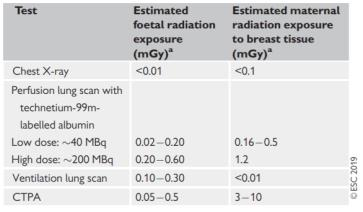 Test Estimated foetal radiation exposure (mGy)ᵃ Estimated maternal radiation exposure to breast tissue (mGy)ᵃ
Chest X-ray <0.01 <0.1
Perfusion lung scan with
technetium-99m-
labelled albumin
Low dose: ~40 MBq 0.02–0.20 0.16–0.5
High dose: ~200 MBq 0.20–0.60 1.2
Ventilation lung scan 0.10–0.30 <0.01
CTPA 0.05–0.5 3–10
© ESC 2019